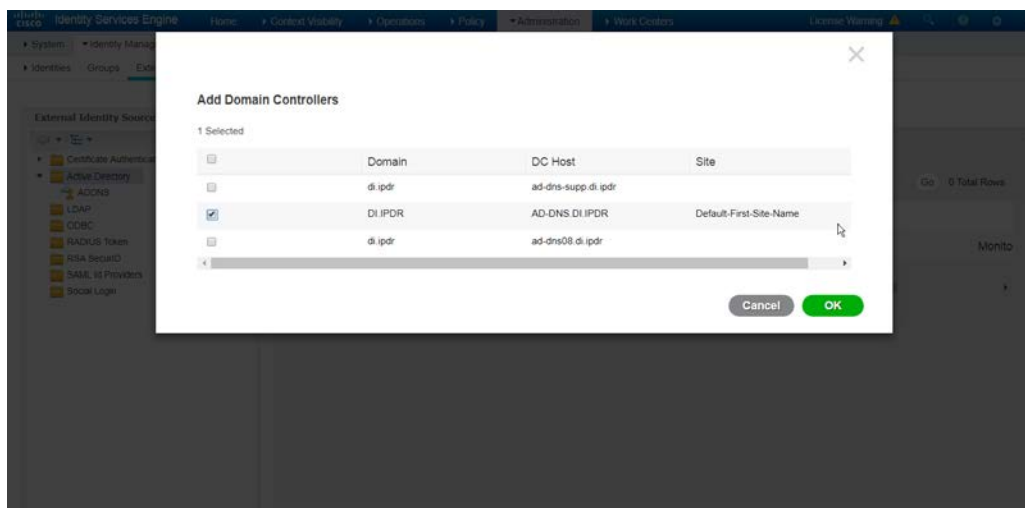 CISCO Identity Services Engine Home Context Visibility Operations Policy Administration Work Centers License Warning
System Identity Manag
Identities Groups Exte
Add Domain Controllers
External Identity Source
1 Selected
Domain DC Host Site
Certificate Authenticat
Active Directory
di.ipdr ad-dns-supp.di.ipdr
Go 0 Total Rows
ADDNS
LDAP
DI.IPDR AD-DNS.DI.IPDR Default-First-Site-Name
ODBC
RADIUS Token
di.ipdr ad-dns08.di.ipdr
Monito
RSA SecurID
SAML Id Providers
Social Login
Cancel OK